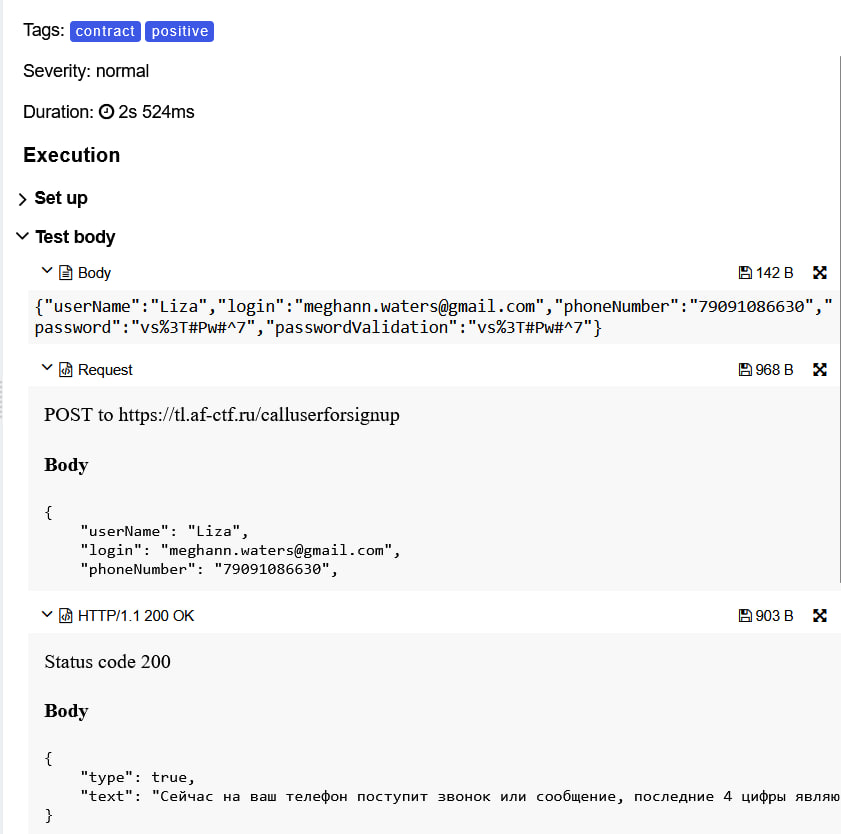 Tags: contract positive
Severity: normal
Duration: 2s 524ms
Execution
Set up
Test body
Body 142 B
{"userName":"Liza","login":"meghann.waters@gmail.com","phoneNumber":"79091086630","
password":"vs%3T#Pw#^7","passwordValidation":"vs%3T#Pw#^7"}
Request 968 B
POST to https://tl.af-ctf.ru/calluserforsignup
Body
{
    "userName": "Liza",
    "login": "meghann.waters@gmail.com",
    "phoneNumber": "79091086630",
HTTP/1.1 200 OK 903 B
Status code 200
Body
{
    "type": true,
    "text": "Сейчас на ваш телефон поступит звонок или сообщение, последние 4 цифры являю
}